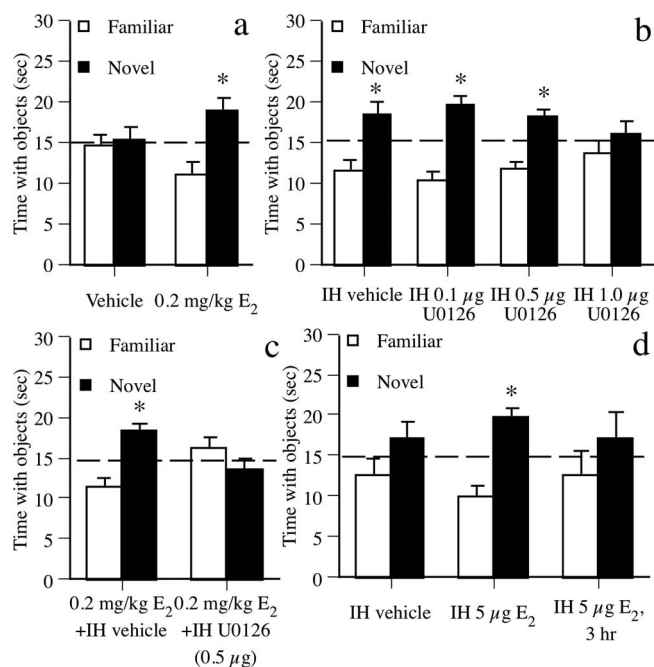 a
Familiar
Novel
Time with objects (sec)
30
25
20
15
10
5
0
*
Vehicle
0.2 mg/kg E2
b
Familiar
Novel
Time with objects (sec)
30
25
20
15
10
5
0
*
*
*
IH vehicle
IH 0.1 µg
U0126
IH 0.5 µg
U0126
IH 1.0 µg
U0126
c
Familiar
Novel
Time with objects (sec)
30
25
20
15
10
5
0
*
0.2 mg/kg E2
+IH vehicle
0.2 mg/kg E2
+IH U0126
(0.5 µg)
d
Familiar
Novel
Time with objects (sec)
30
25
20
15
10
5
0
*
IH vehicle
IH 5 µg E2
IH 5 µg E2,
3 hr